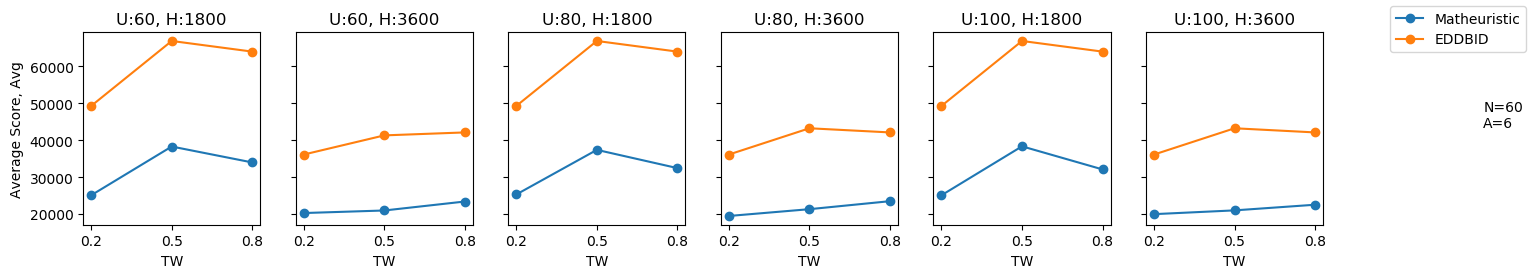 U:60, H:1800
U:60, H:3600
U:80, H:1800
U:80, H:3600
U:100, H:1800
U:100, H:3600
Matheuristic
EDDBID
N=60
A=6
Average Score, Avg
60000
50000
40000
30000
20000
0.2 0.5 0.8
0.2 0.5 0.8
0.2 0.5 0.8
0.2 0.5 0.8
0.2 0.5 0.8
0.2 0.5 0.8
TW
TW
TW
TW
TW
TW